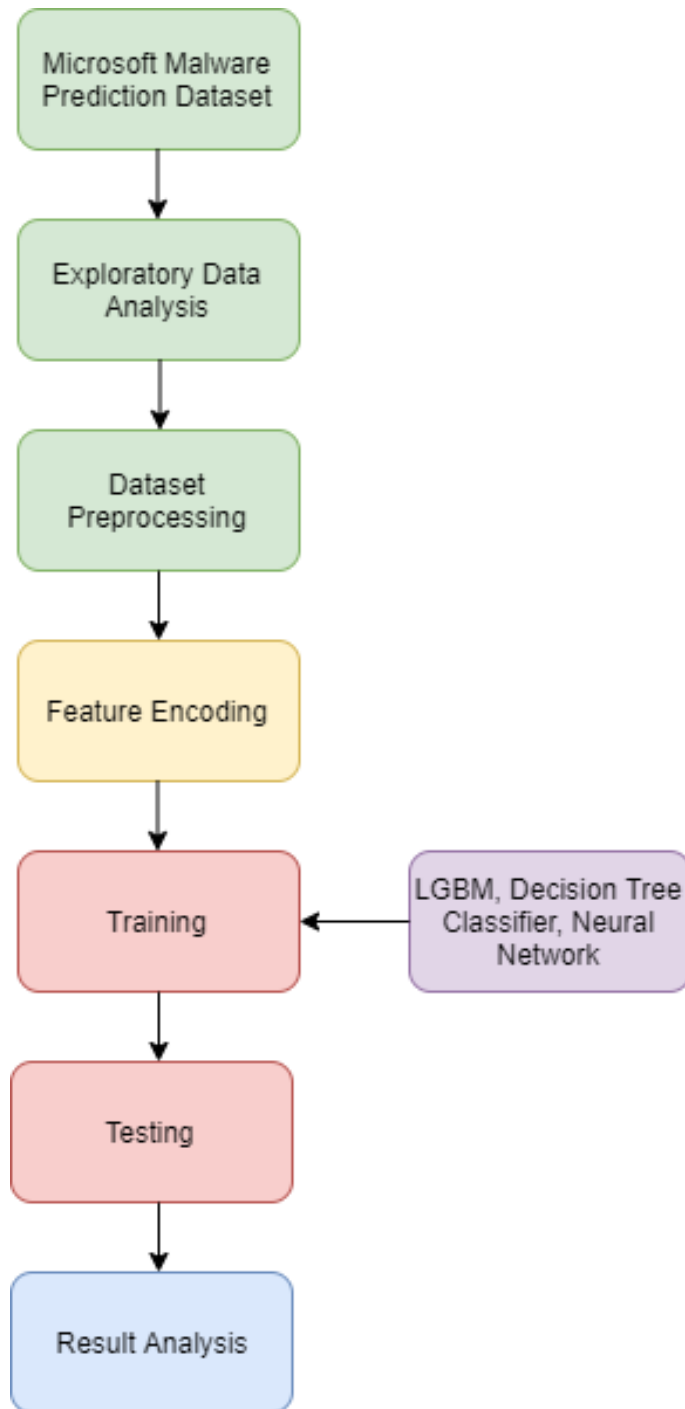 Microsoft Malware
Prediction Dataset
Exploratory Data
Analysis
Dataset
Preprocessing
Feature Encoding
Training
LGBM, Decision Tree
Classifier, Neural
Network
Testing
Result Analysis